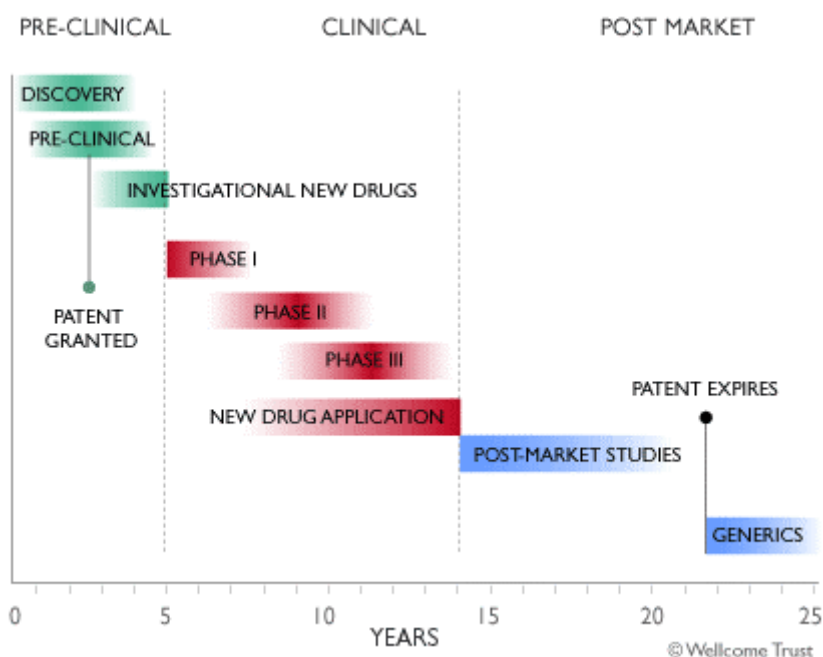 PRE-CLINICAL CLINICAL POST MARKET
DISCOVERY
PRE-CLINICAL
INVESTIGATIONAL NEW DRUGS
PHASE I
PHASE II
PATENT
GRANTED
PHASE III
PATENT EXPIRES
NEW DRUG APPLICATION
POST-MARKET STUDIES
GENERICS
0 5 10 15 20 25
YEARS
© Wellcome Trust